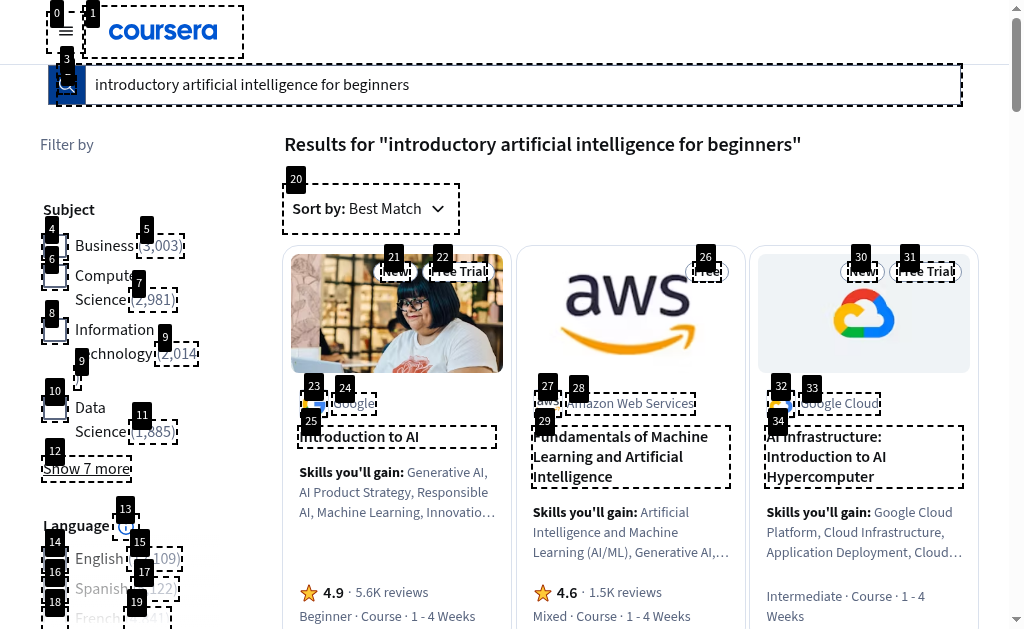 0
1
coursera
3
introductory artificial intelligence for beginners
Filter by
Results for "introductory artificial intelligence for beginners"
20
Sort by: Best Match
Subject
4
5
Business (3,003)
6
7
Computer
Science (2,981)
8
9
Information
Technology (2,014
9
)
10
11
Data
Science (1,885)
12
Show 7 more
13
Language
14
15
English
16
17
Spanish
18
19
French
21
22
New
Free Trial
23
24
Google
25
Introduction to AI
Skills you'll gain: Generative AI,
AI Product Strategy, Responsible
AI, Machine Learning, Innovatio…
4.9 · 5.6K reviews
Beginner · Course · 1 - 4 Weeks
26
Free
aws
27
28
aws
Amazon Web Services
29
Fundamentals of Machine
Learning and Artificial
Intelligence
Skills you'll gain: Artificial
Intelligence and Machine
Learning (AI/ML), Generative AI,…
4.6 · 1.5K reviews
Mixed · Course · 1 - 4 Weeks
30
31
New
Free Trial
32
33
Google Cloud
34
AI Infrastructure:
Introduction to AI
Hypercomputer
Skills you'll gain: Google Cloud
Platform, Cloud Infrastructure,
Application Deployment, Cloud…
Intermediate · Course · 1 - 4
Weeks